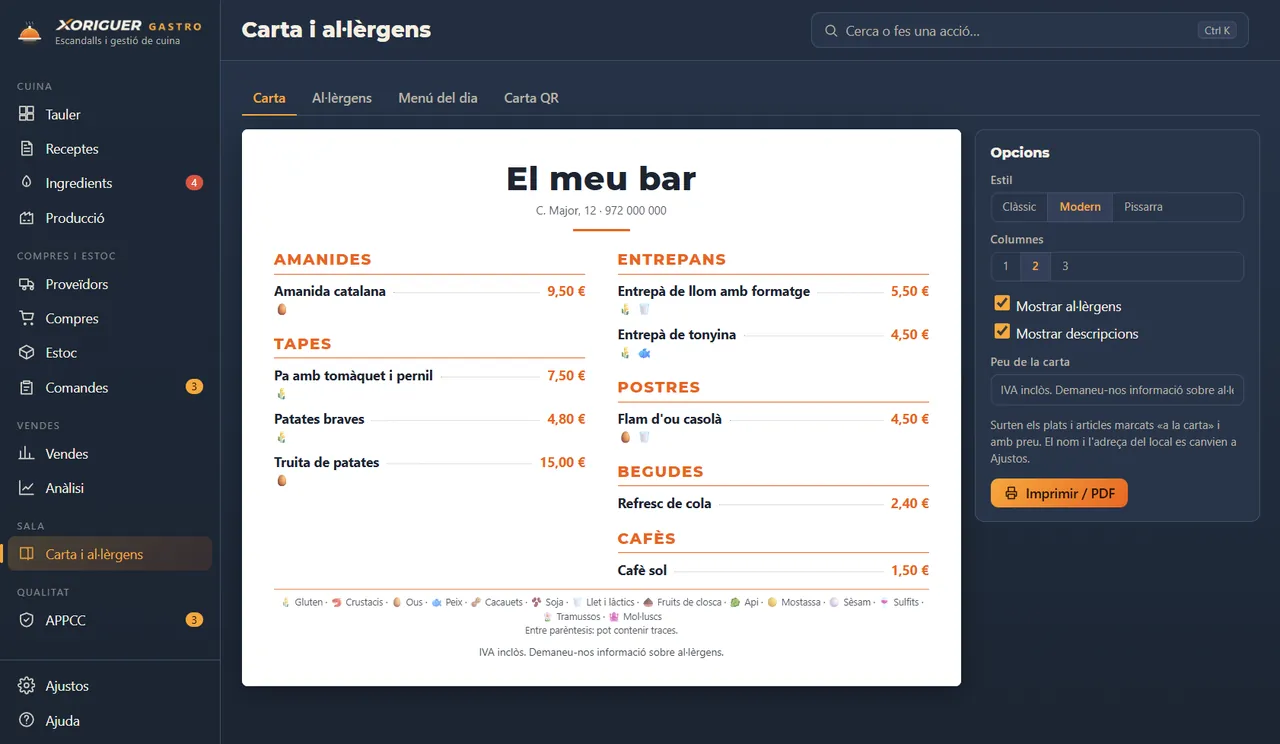 XORIGUER GASTRO
Escandalls i gestió de cuina
CUINA
Tauler
Receptes
Ingredients 4
Producció
COMPRES I ESTOC
Proveïdors
Compres
Estoc
Comandes 3
VENDES
Vendes
Anàlisi
SALA
Carta i al·lèrgens
QUALITAT
APPCC 3
Ajustos
Ajuda
Carta i al·lèrgens
Cerca o fes una acció... Ctrl K
Carta Al·lèrgens Menú del dia Carta QR
El meu bar
C. Major, 12 · 972 000 000
AMANIDES
Amanida catalana 9,50 €
TAPES
Pa amb tomàquet i pernil 7,50 €
Patates braves 4,80 €
Truita de patates 15,00 €
ENTREPANS
Entrepà de llom amb formatge 5,50 €
Entrepà de tonyina 4,50 €
POSTRES
Flam d'ou casolà 4,50 €
BEGUDES
Refresc de cola 2,40 €
CAFÈS
Cafè sol 1,50 €
Gluten · Crustacis · Ous · Peix · Cacauets · Soja · Llet i làctics · Fruits de closca · Api · Mostassa · Sèsam · Sulfits ·
Tramussos · Mol·luscs
Entre parèntesis: pot contenir traces.
IVA inclòs. Demaneu-nos informació sobre al·lèrgens.
Opcions
Estil
Clàssic Modern Pissarra
Columnes
1 2 3
Mostrar al·lèrgens
Mostrar descripcions
Peu de la carta
IVA inclòs. Demaneu-nos informació sobre al·lè
Surten els plats i articles marcats «a la carta» i
amb preu. El nom i l'adreça del local es canvien a
Ajustos.
Imprimir / PDF